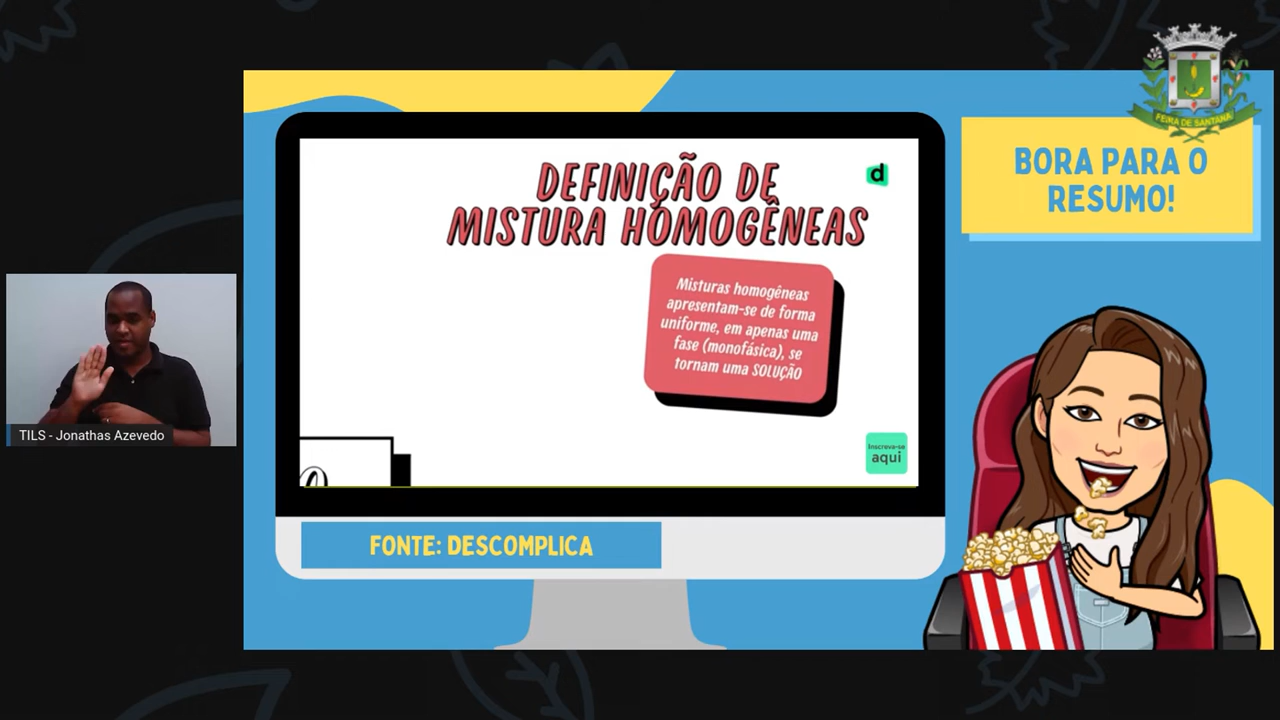 FEIRA DE SANTANA
BORA PARA O
RESUMO!
DEFINIÇÃO DE
MISTURA HOMOGÊNEAS
d
Misturas homogêneas
apresentam-se de forma
uniforme, em apenas uma
fase (monofásica), se
tornam uma SOLUÇÃO
Inscreva-se
aqui
TILS - Jonathas Azevedo
FONTE: DESCOMPLICA